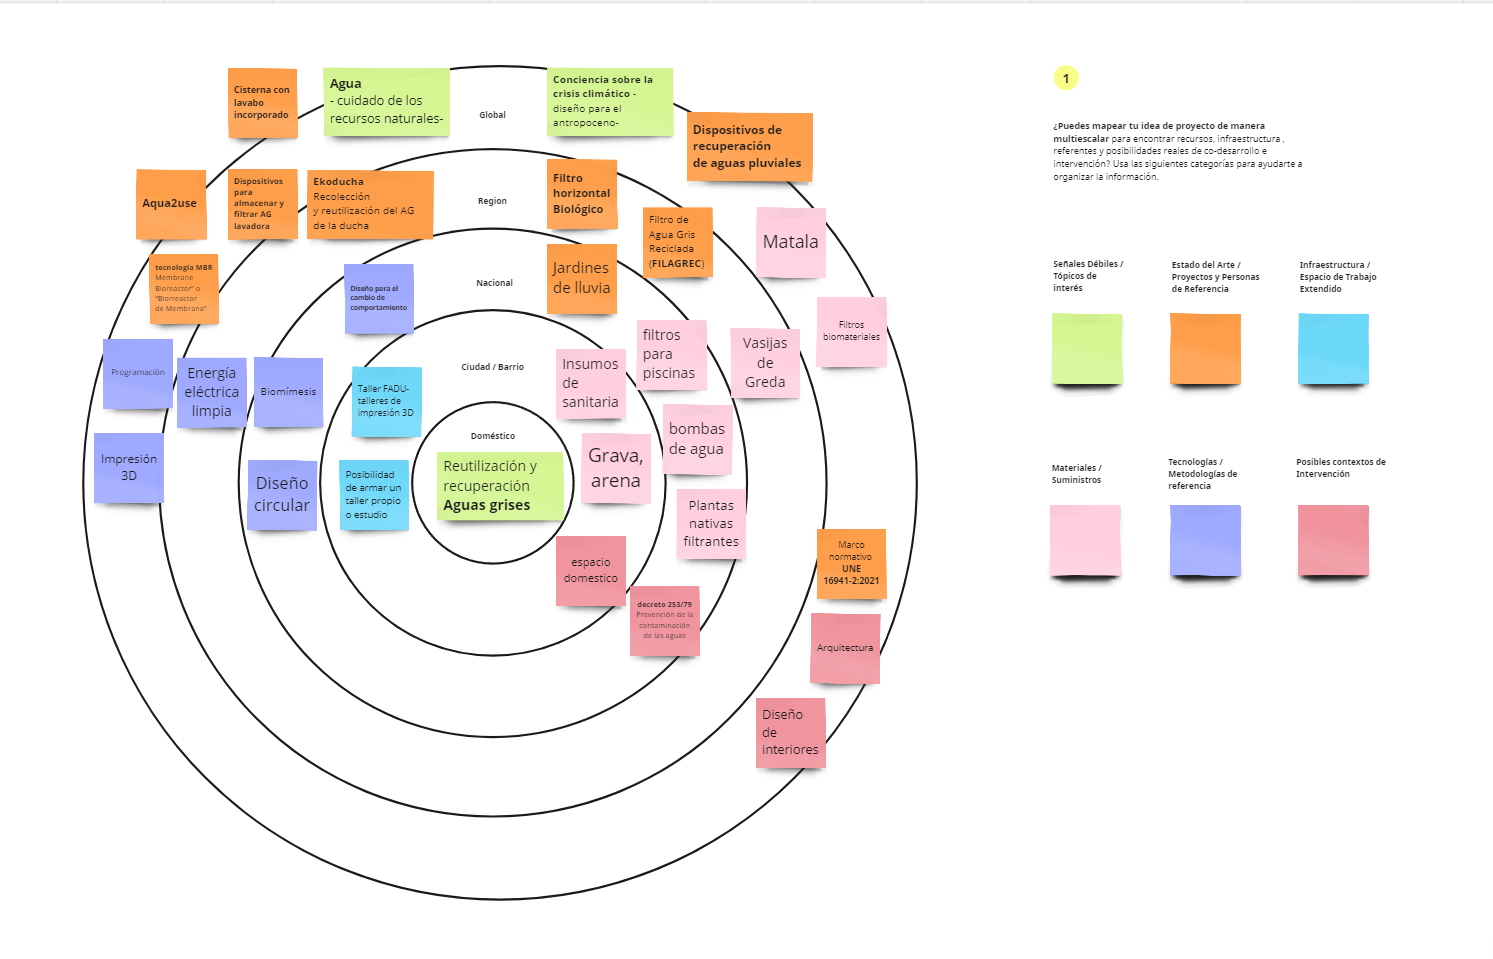 Cisterna con
lavabo
incorporado
Agua
- cuidado de los
recursos naturales-
Global
Conciencia sobre la
crisis climático -
diseño para el
antropoceno-
Dispositivos de
recuperación
de aguas pluviales
Aqua2use
Dispositivos
para
almacenar y
filtrar AG
lavadora
Ekoducha
Recolección
y reutilización del AG
de la ducha
Region
Filtro
horizontal
Biológico
Filtro de
Agua Gris
Reciclada
(FILAGREC)
Matala
tecnología MBR
Membrane
Bioreactor" o
"Biorreactor
de Membrana"
Diseño para el
cambio de
comportamiento
Nacional
Jardines
de lluvia
Filtros
biomateriales
Programación
Energía
eléctrica
limpia
Biomímesis
Taller FADU-
talleres de
impresión 3D
Ciudad / Barrio
Insumos
de
sanitaria
filtros
para
piscinas
Vasijas
de
Greda
Impresión
3D
Diseño
circular
Posibilidad
de armar un
taller propio
o estudio
Doméstico
Reutilización y
recuperación
Aguas grises
Grava,
arena
bombas
de agua
Plantas
nativas
filtrantes
espacio
domestico
decreto 253/79
Prevención de la
contaminación
de las aguas
Marco
normativo
UNE
16941-2:2021
Arquitectura
Diseño
de
interiores
1
¿Puedes mapear tu idea de proyecto de manera
multiescalar para encontrar recursos, infraestructura ,
referentes y posibilidades reales de co-desarrollo e
intervención? Usa las siguientes categorías para ayudarte a
organizar la información.
Señales Débiles /
Tópicos de
interés
Estado del Arte /
Proyectos y Personas
de Referencia
Infraestructura /
Espacio de Trabajo
Extendido
Materiales /
Suministros
Tecnologías /
Metodologías de
referencia
Posibles contextos de
Intervención